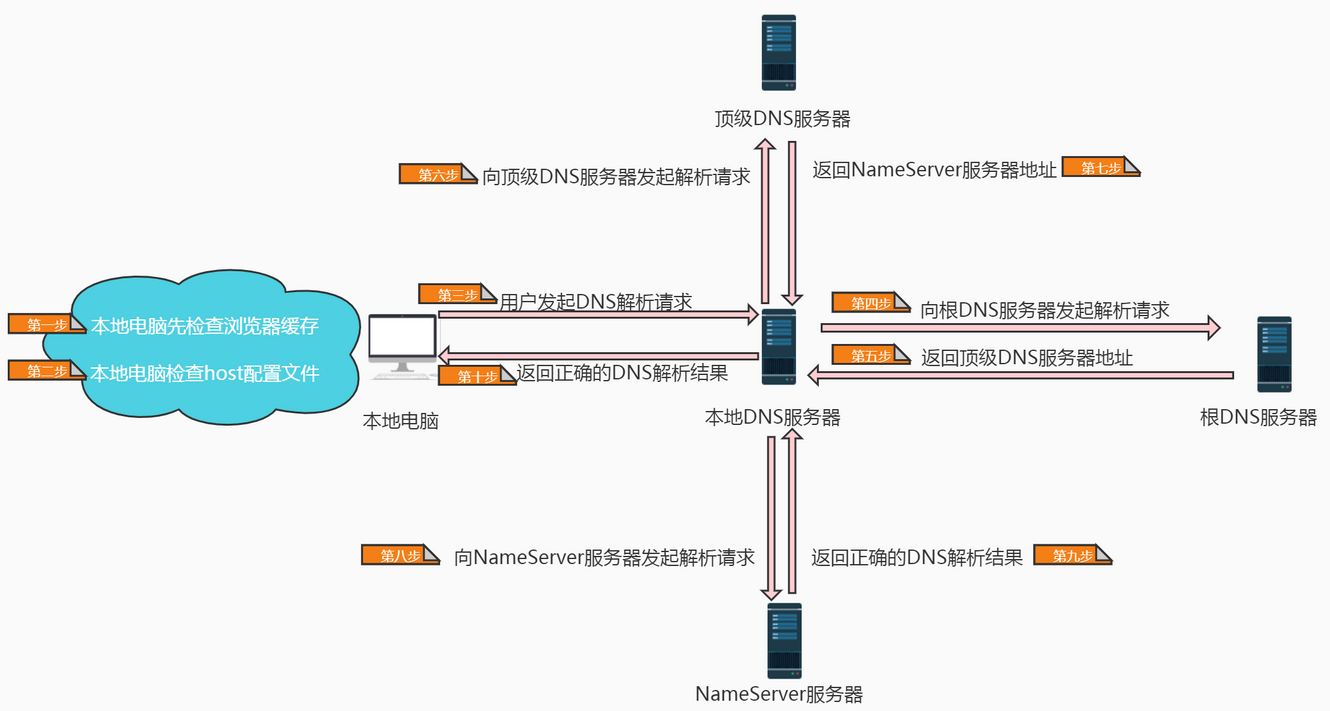 顶级DNS服务器
第六步 向顶级DNS服务器发起解析请求
返回NameServer服务器地址 第七步
第三步 用户发起DNS解析请求
第四步 向根DNS服务器发起解析请求
第一步 本地电脑先检查浏览器缓存
第五步 返回顶级DNS服务器地址
第二步 本地电脑检查host配置文件
第十步 返回正确的DNS解析结果
本地电脑
本地DNS服务器
根DNS服务器
第八步 向NameServer服务器发起解析请求
返回正确的DNS解析结果 第九步
NameServer服务器